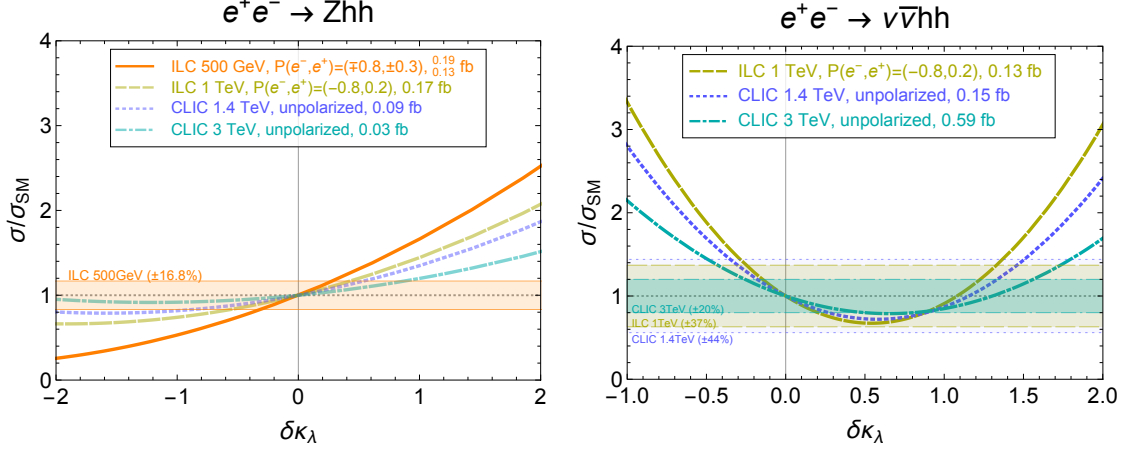 e⁺e⁻ → Zhh
ILC 500 GeV, P(e⁻,e⁺)=(∓0.8,±0.3), 0.19 0.13 fb
ILC 1 TeV, P(e⁻,e⁺)=(−0.8,0.2), 0.17 fb
CLIC 1.4 TeV, unpolarized, 0.09 fb
CLIC 3 TeV, unpolarized, 0.03 fb
ILC 500GeV (±16.8%)
σ/σSM
4
3
2
1
0
−2 −1 0 1 2
δκλ
e⁺e⁻ → νν̄hh
ILC 1 TeV, P(e⁻,e⁺)=(−0.8,0.2), 0.13 fb
CLIC 1.4 TeV, unpolarized, 0.15 fb
CLIC 3 TeV, unpolarized, 0.59 fb
CLIC 3TeV (±20%)
ILC 1TeV (±37%)
CLIC 1.4TeV (±44%)
σ/σSM
4
3
2
1
0
−1.0 −0.5 0.0 0.5 1.0 1.5 2.0
δκλ